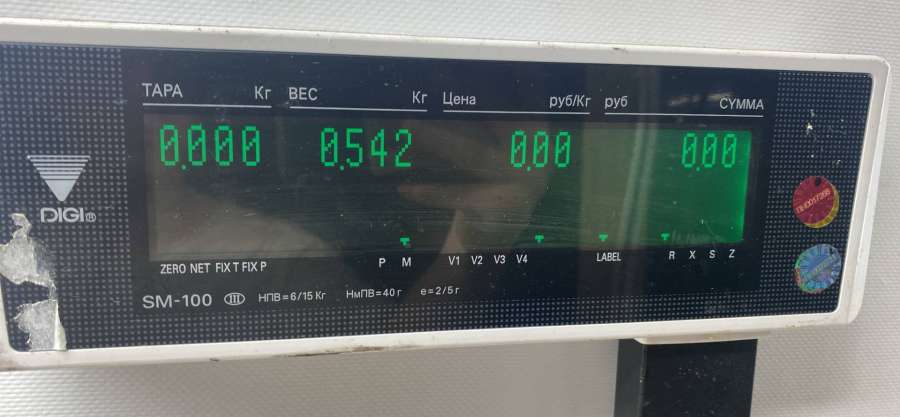 ТАРА Кг ВЕС Кг Цена руб/Кг руб СУММА
0.000 0.542 0.00 0.00
DIGI®
ZERO NET FIX T FIX P P M V1 V2 V3 V4 LABEL R X S Z
SM-100 III НПВ=6/15 Кг НмПВ=40 г e=2/5 г